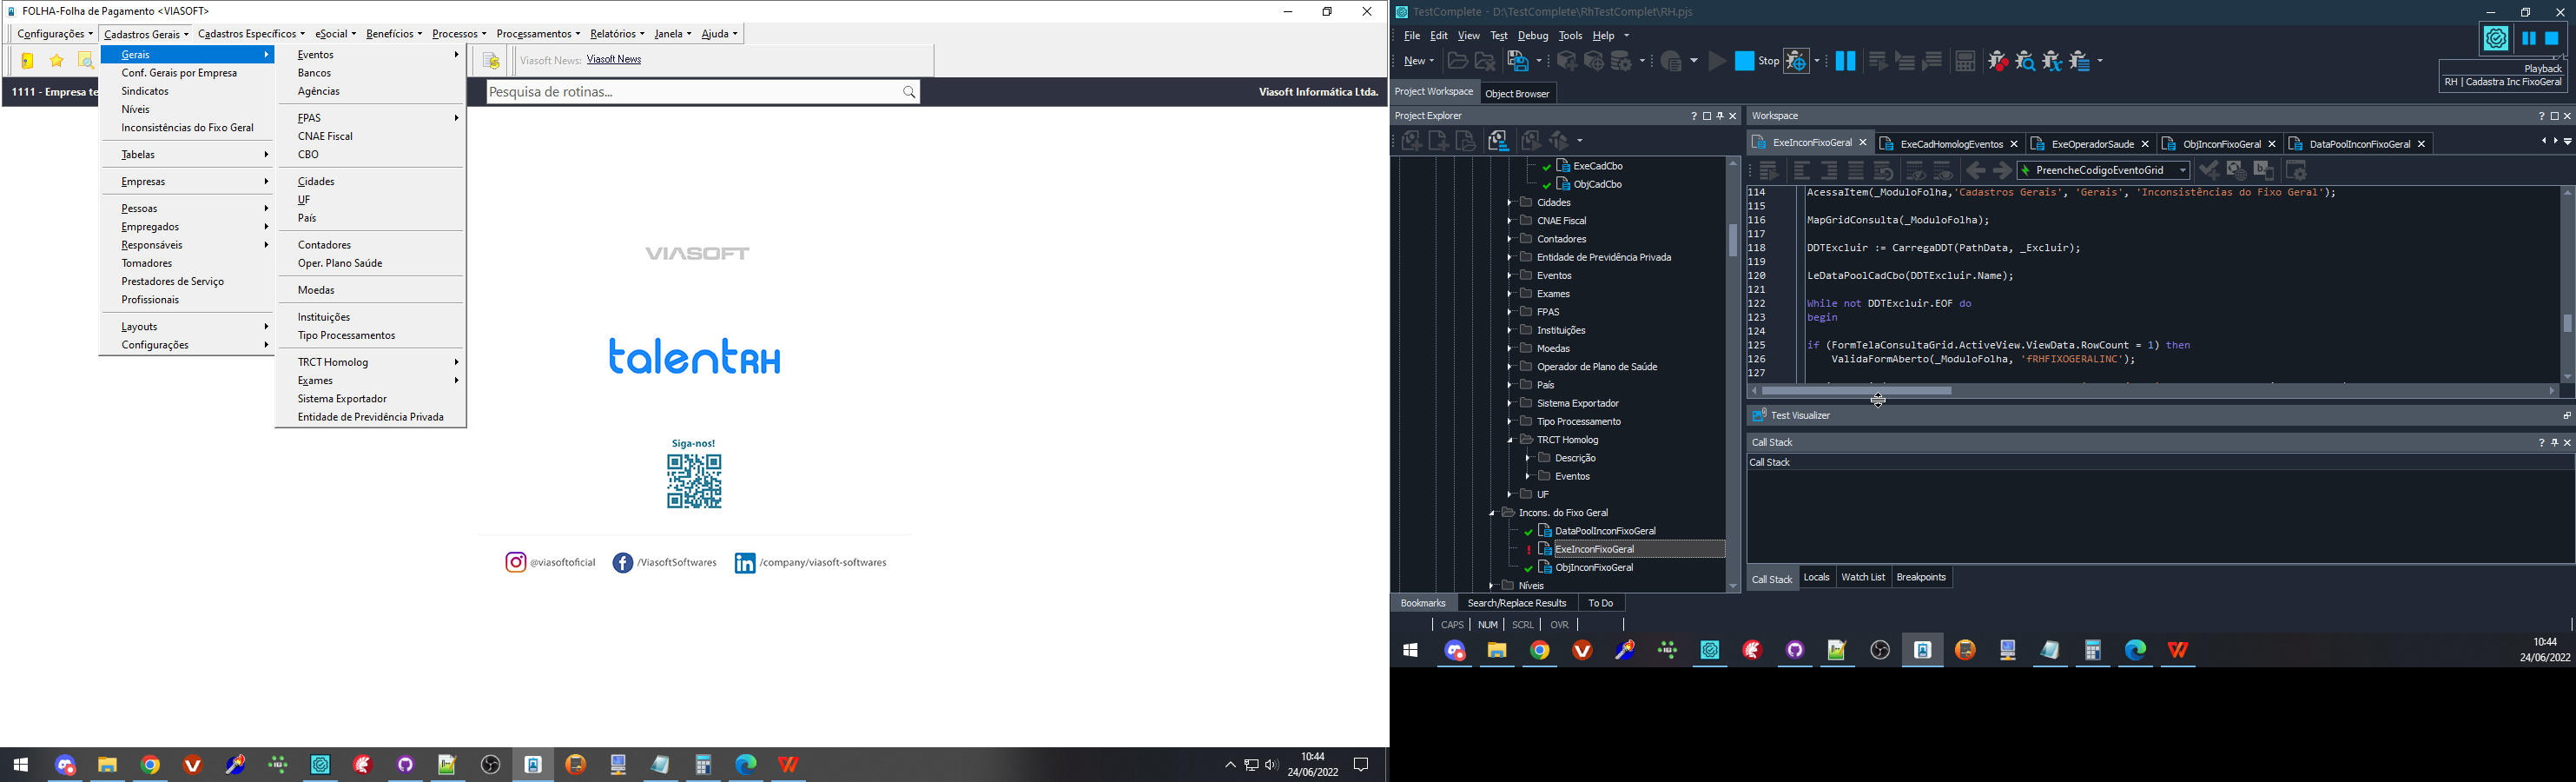 FOLHA-Folha de Pagamento <VIASOFT>
Configurações Cadastros Gerais Cadastros Específicos eSocial Benefícios Processos Processamentos Relatórios Janela Ajuda
Viasoft News: Viasoft News
1111 - Empresa te
Pesquisa de rotinas...
Viasoft Informática Ltda.
Gerais
Conf. Gerais por Empresa
Sindicatos
Níveis
Inconsistências do Fixo Geral
Tabelas
Empresas
Pessoas
Empregados
Responsáveis
Tomadores
Prestadores de Serviço
Profissionais
Layouts
Configurações
Eventos
Bancos
Agências
FPAS
CNAE Fiscal
CBO
Cidades
UF
País
Contadores
Oper. Plano Saúde
Moedas
Instituições
Tipo Processamentos
TRCT Homolog
Exames
Sistema Exportador
Entidade de Previdência Privada
VIASOFT
talentRH
Siga-nos!
@viasoftoficial /ViasoftSoftwares /company/viasoft-softwares
10:44
24/06/2022
TestComplete - D:\TestComplete\RhTestComplet\RH.pjs
File Edit View Test Debug Tools Help
New Stop
Playback
RH | Cadastra Inc FixoGeral
Project Workspace Object Browser
Project Explorer
ExeCadCbo
ObjCadCbo
Cidades
CNAE Fiscal
Contadores
Entidade de Previdência Privada
Eventos
Exames
FPAS
Instituições
Moedas
Operador de Plano de Saúde
País
Sistema Exportador
Tipo Processamento
TRCT Homolog
Descrição
Eventos
UF
Incons. do Fixo Geral
DataPoolInconFixoGeral
ExeInconFixoGeral
ObjInconFixoGeral
Níveis
Workspace
ExeInconFixoGeral ExeCadHomologEventos ExeOperadorSaude ObjInconFixoGeral DataPoolInconFixoGeral
PreencheCodigoEventoGrid
114 AcessaItem(_ModuloFolha,'Cadastros Gerais', 'Gerais', 'Inconsistências do Fixo Geral');
115
116 MapGridConsulta(_ModuloFolha);
117
118 DDTExcluir := CarregaDDT(PathData, _Excluir);
119
120 LeDataPoolCadCbo(DDTExcluir.Name);
121
122 While not DDTExcluir.EOF do
123 begin
124
125 if (FormTelaConsultaGrid.ActiveView.ViewData.RowCount = 1) then
126 ValidaFormAberto(_ModuloFolha, 'fRHFIXOGERALINC');
127
Test Visualizer
Call Stack
Call Stack
Call Stack Locals Watch List Breakpoints
Bookmarks Search/Replace Results To Do
CAPS NUM SCRL OVR
10:44
24/06/2022